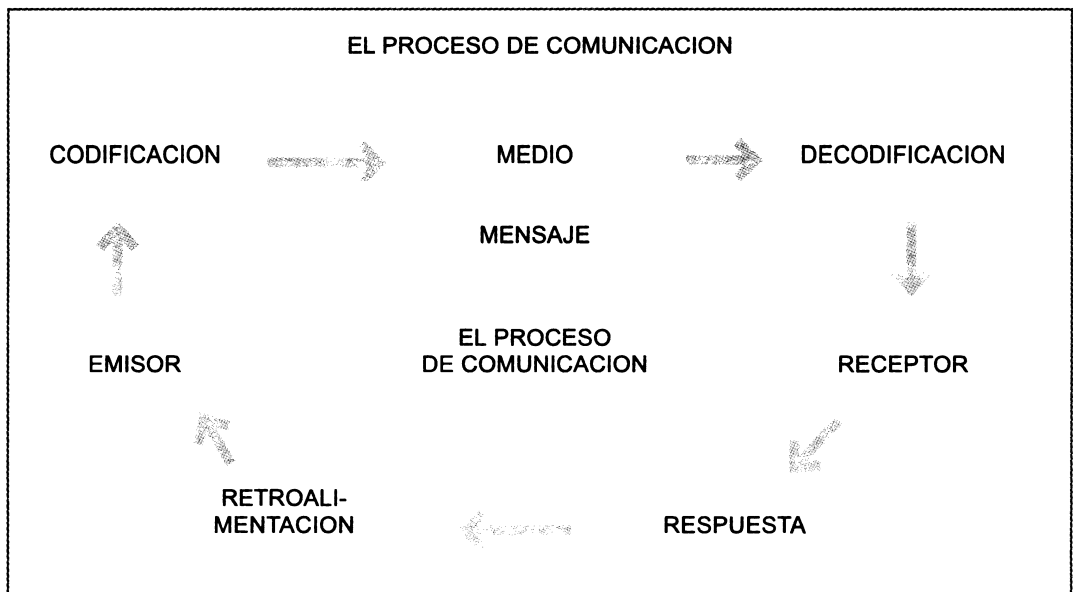 EL PROCESO DE COMUNICACION
CODIFICACION
MEDIO
DECODIFICACION
MENSAJE
EMISOR
EL PROCESO
DE COMUNICACION
RECEPTOR
RETROALI-
MENTACION
RESPUESTA